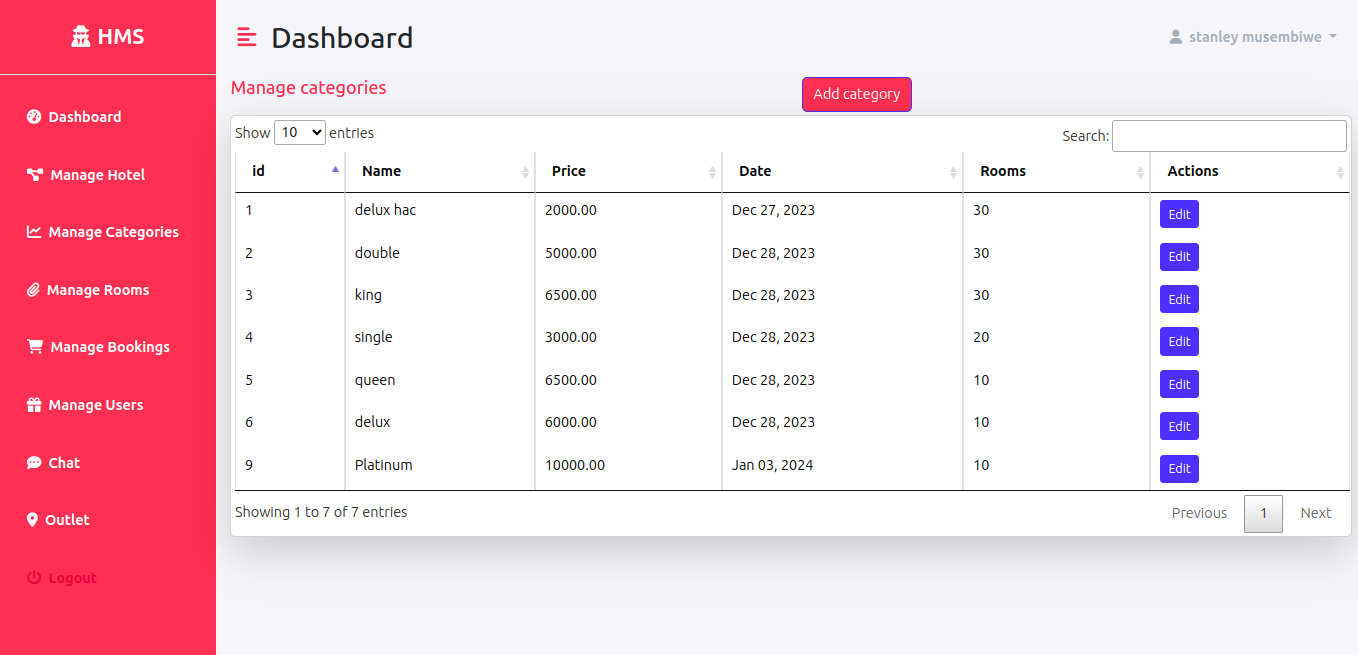 HMS
Dashboard
Manage Hotel
Manage Categories
Manage Rooms
Manage Bookings
Manage Users
Chat
Outlet
Logout
Dashboard
stanley musembiwe
Manage categories
Add category
Show 10 entries
Search:
id Name Price Date Rooms Actions
1 delux hac 2000.00 Dec 27, 2023 30 Edit
2 double 5000.00 Dec 28, 2023 30 Edit
3 king 6500.00 Dec 28, 2023 30 Edit
4 single 3000.00 Dec 28, 2023 20 Edit
5 queen 6500.00 Dec 28, 2023 10 Edit
6 delux 6000.00 Dec 28, 2023 10 Edit
9 Platinum 10000.00 Jan 03, 2024 10 Edit
Showing 1 to 7 of 7 entries
Previous 1 Next